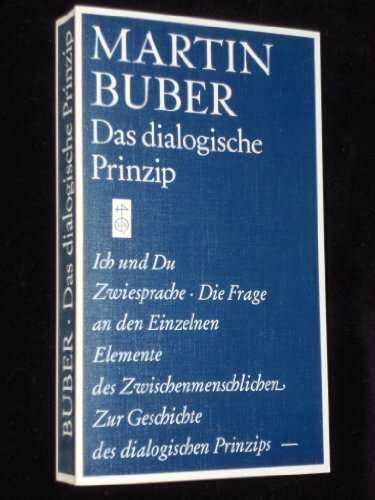 MARTIN
BUBER
Das dialogische
Prinzip
Ich und Du
Zwiesprache · Die Frage
an den Einzelnen
Elemente
des Zwischenmenschlichen
Zur Geschichte
des dialogischen Prinzips —
BUBER · Das dialogische Prinzip